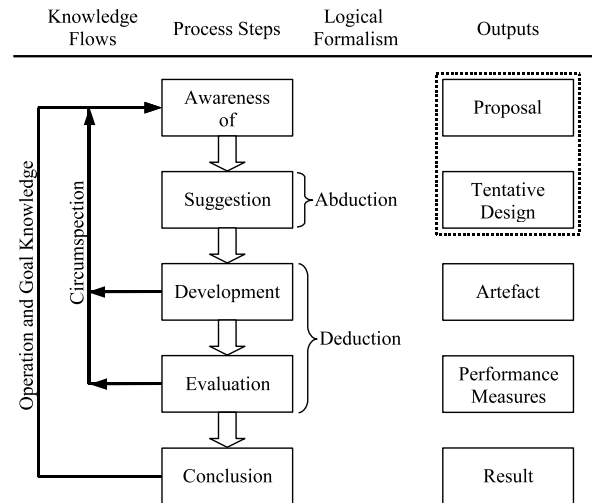 Knowledge
Flows
Process Steps
Logical
Formalism
Outputs
Awareness
of
Proposal
Suggestion
Abduction
Tentative
Design
Development
Artefact
Deduction
Evaluation
Performance
Measures
Conclusion
Result
Circumspection
Operation and Goal Knowledge